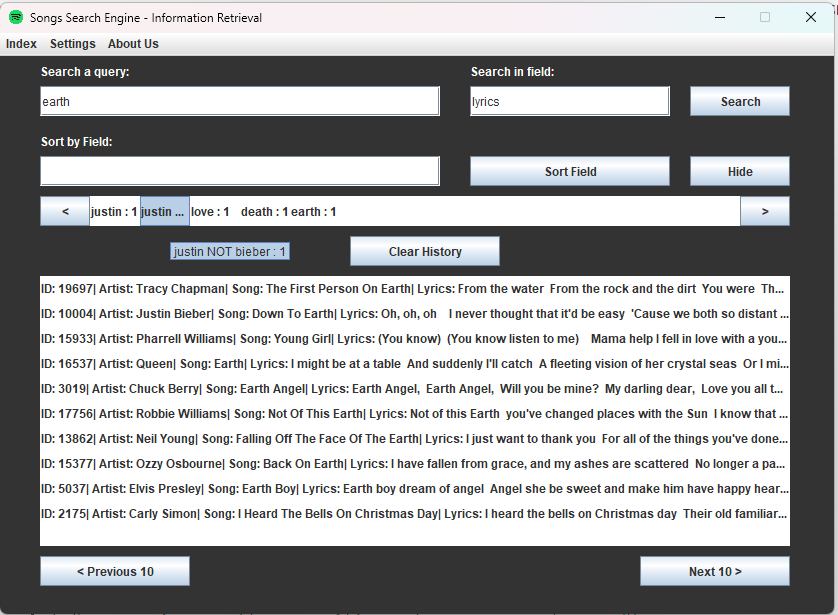 Songs Search Engine - Information Retrieval
Index Settings About Us
Search a query: Search in field:
earth lyrics Search
Sort by Field:
Sort Field Hide
< justin : 1 justin ... love : 1 death : 1 earth : 1 >
justin NOT bieber : 1 Clear History
ID: 19697| Artist: Tracy Chapman| Song: The First Person On Earth| Lyrics: From the water From the rock and the dirt You were Th...
ID: 10004| Artist: Justin Bieber| Song: Down To Earth| Lyrics: Oh, oh, oh I never thought that it'd be easy 'Cause we both so distant ...
ID: 15933| Artist: Pharrell Williams| Song: Young Girl| Lyrics: (You know) (You know listen to me) Mama help I fell in love with a you...
ID: 16537| Artist: Queen| Song: Earth| Lyrics: I might be at a table And suddenly I'll catch A fleeting vision of her crystal seas Or I mi...
ID: 3019| Artist: Chuck Berry| Song: Earth Angel| Lyrics: Earth Angel, Earth Angel, Will you be mine? My darling dear, Love you all t...
ID: 17756| Artist: Robbie Williams| Song: Not Of This Earth| Lyrics: Not of this Earth you've changed places with the Sun I know that ...
ID: 13862| Artist: Neil Young| Song: Falling Off The Face Of The Earth| Lyrics: I just want to thank you For all of the things you've done...
ID: 15377| Artist: Ozzy Osbourne| Song: Back On Earth| Lyrics: I have fallen from grace, and my ashes are scattered No longer a pa...
ID: 5037| Artist: Elvis Presley| Song: Earth Boy| Lyrics: Earth boy dream of angel Angel she be sweet and make him have happy hear...
ID: 2175| Artist: Carly Simon| Song: I Heard The Bells On Christmas Day| Lyrics: I heard the bells on Christmas day Their old familiar...
< Previous 10 Next 10 >